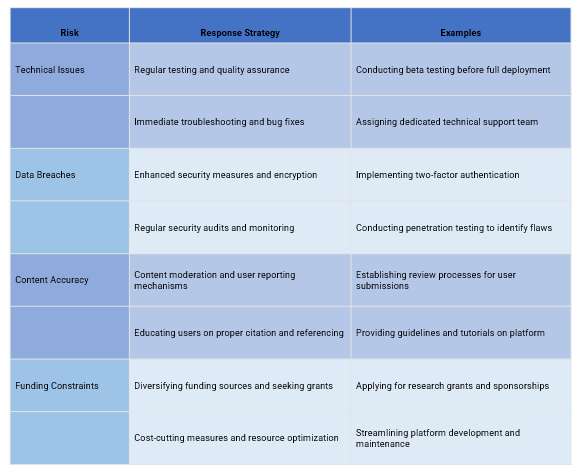 Risk Response Strategy Examples
Technical Issues Regular testing and quality assurance Conducting beta testing before full deployment
Immediate troubleshooting and bug fixes Assigning dedicated technical support team
Data Breaches Enhanced security measures and encryption Implementing two-factor authentication
Regular security audits and monitoring Conducting penetration testing to identify flaws
Content Accuracy
Content moderation and user reporting
mechanisms
Establishing review processes for user
submissions
Educating users on proper citation and referencing Providing guidelines and tutorials on platform
Funding Constraints Diversifying funding sources and seeking grants Applying for research grants and sponsorships
Cost-cutting measures and resource optimization
Streamlining platform development and
maintenance